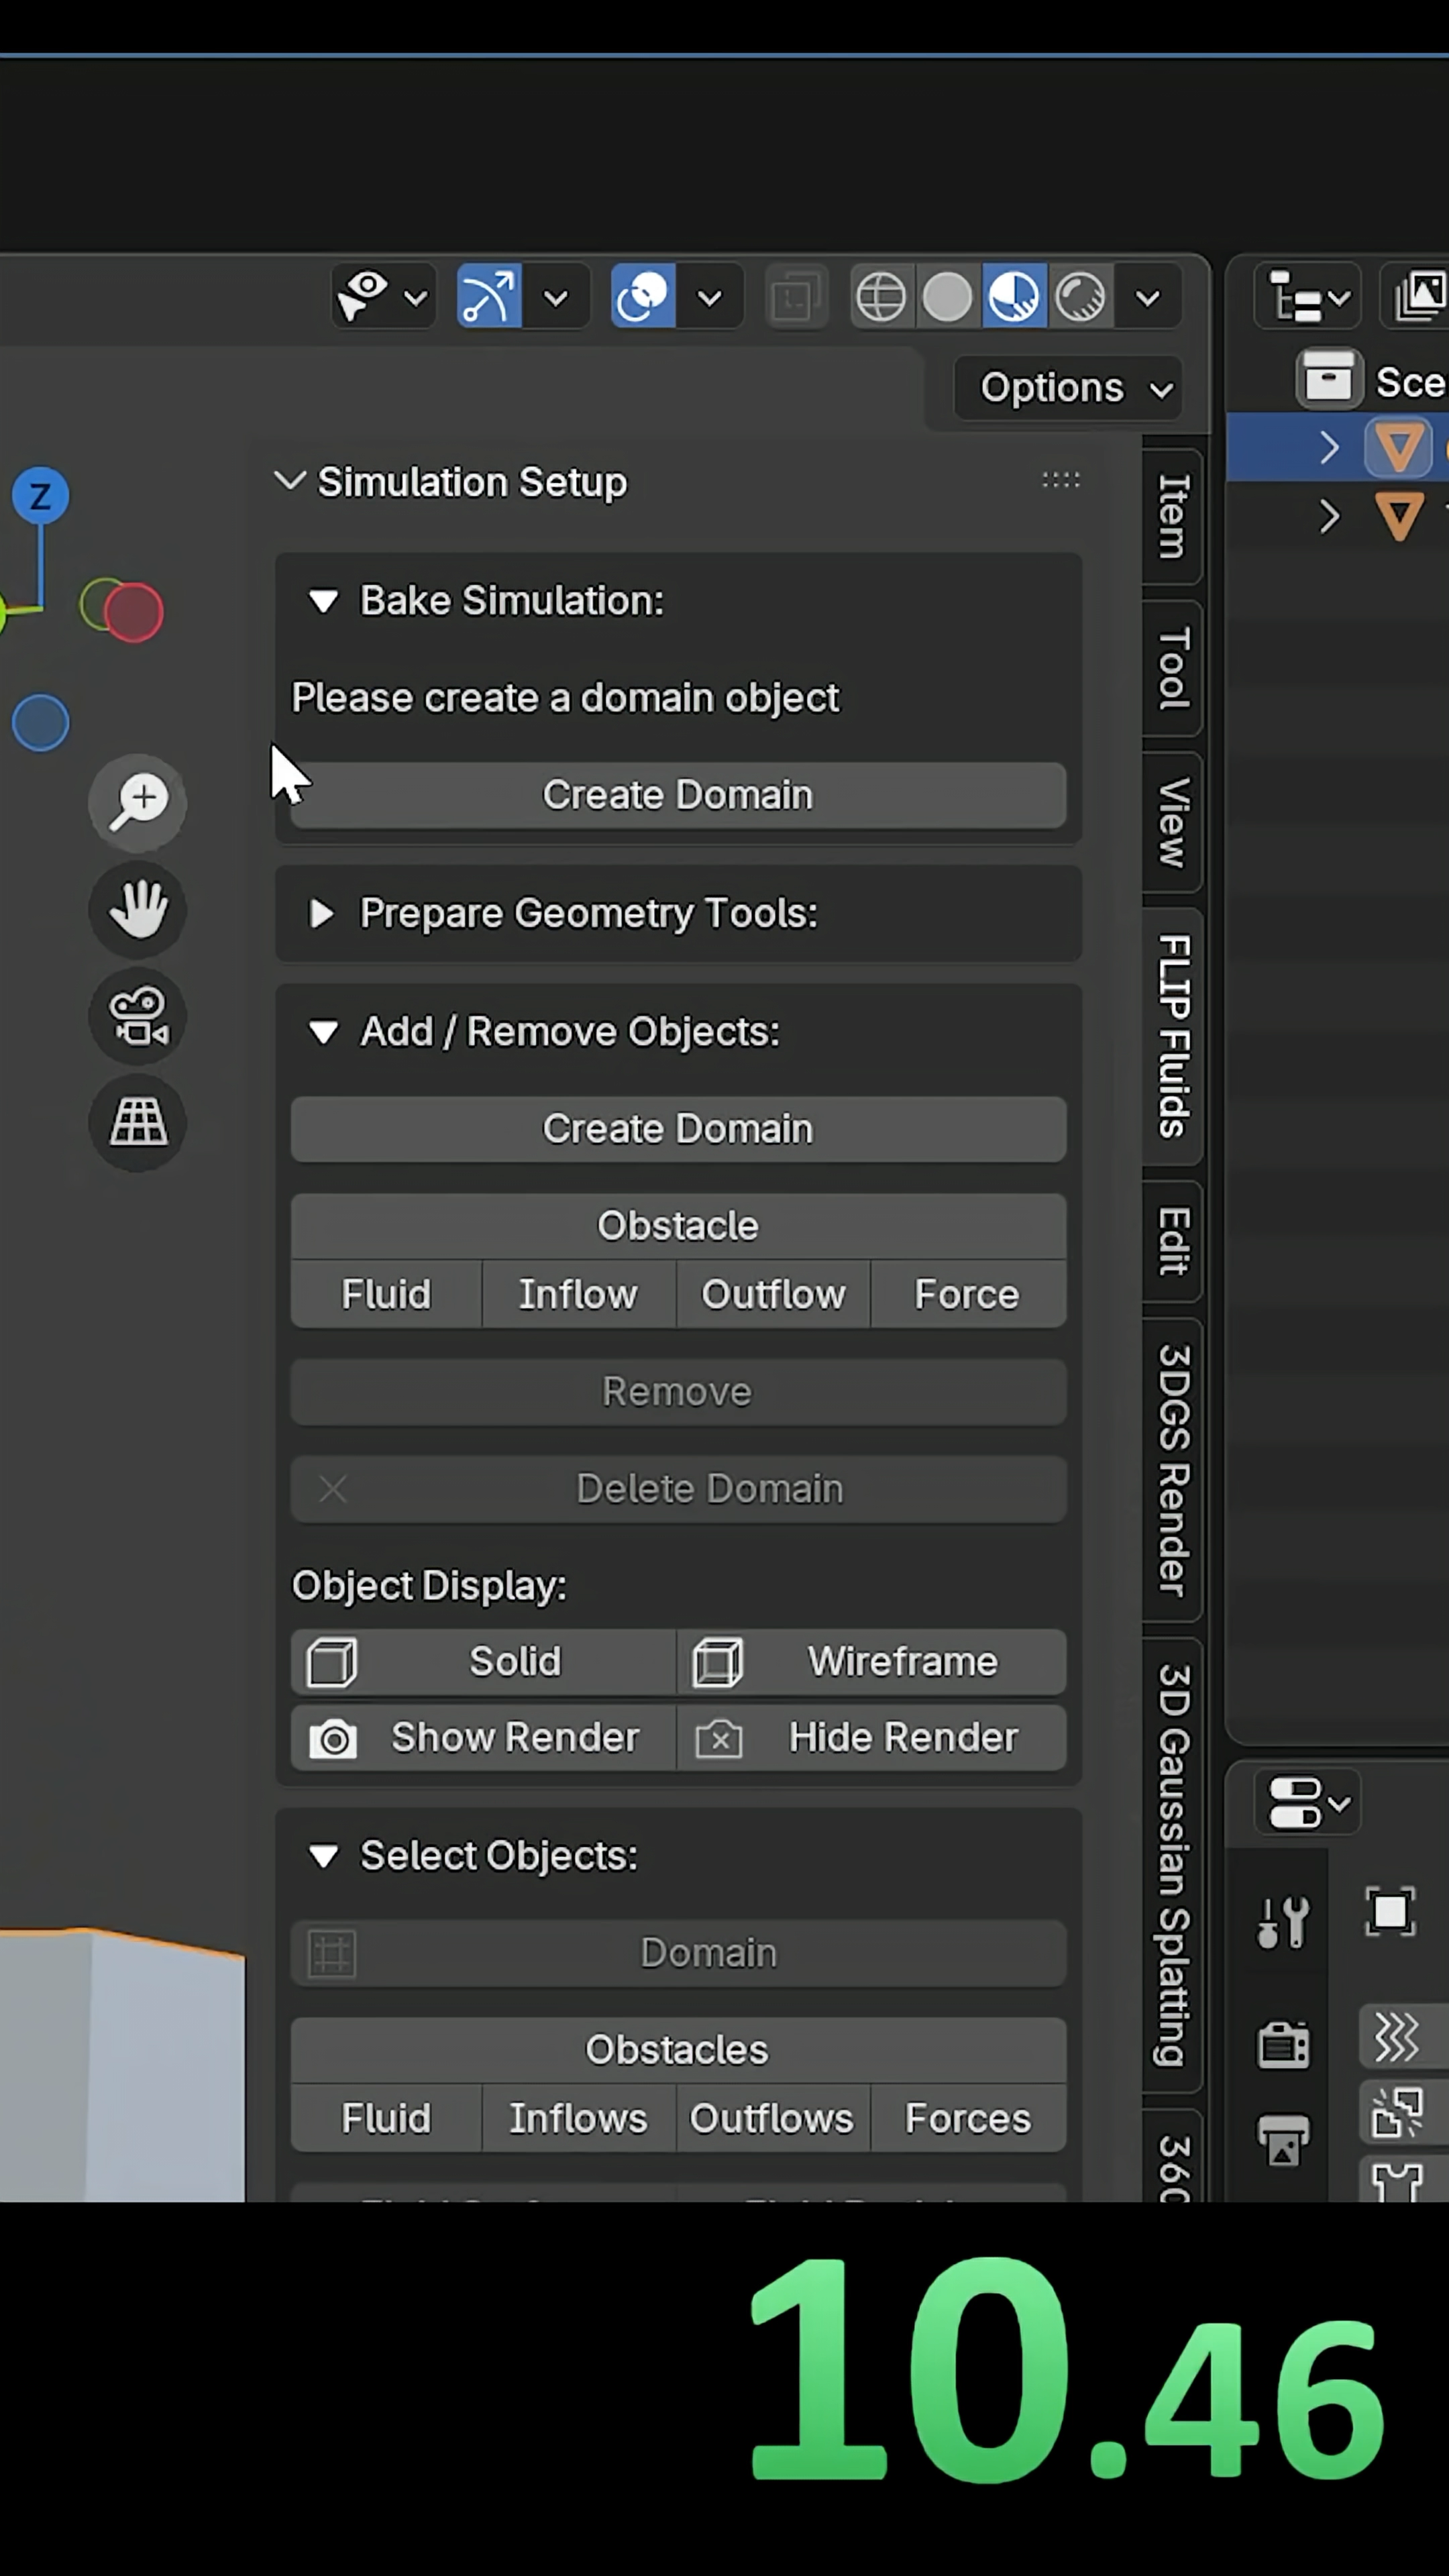 Options
Sce
Z
Simulation Setup
Bake Simulation:
Please create a domain object
Create Domain
Prepare Geometry Tools:
Add / Remove Objects:
Create Domain
Obstacle
Fluid Inflow Outflow Force
Remove
Delete Domain
Object Display:
Solid Wireframe
Show Render Hide Render
Select Objects:
Domain
Obstacles
Fluid Inflows Outflows Forces
Item
Tool
View
FLIP Fluids
Edit
3DGS Render
3D Gaussian Splatting
360
10.46